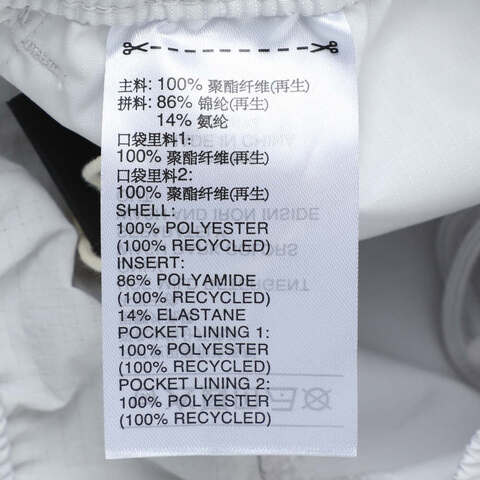 主料: 100% 聚酯纤维(再生)
拼料: 86% 锦纶(再生)
14% 氨纶
口袋里料1:
100% 聚酯纤维(再生)
口袋里料2:
100% 聚酯纤维(再生)
SHELL:
100% POLYESTER
(100% RECYCLED)
INSERT:
86% POLYAMIDE
(100% RECYCLED)
14% ELASTANE
POCKET LINING 1:
100% POLYESTER
(100% RECYCLED)
POCKET LINING 2:
100% POLYESTER
(100% RECYCLED)